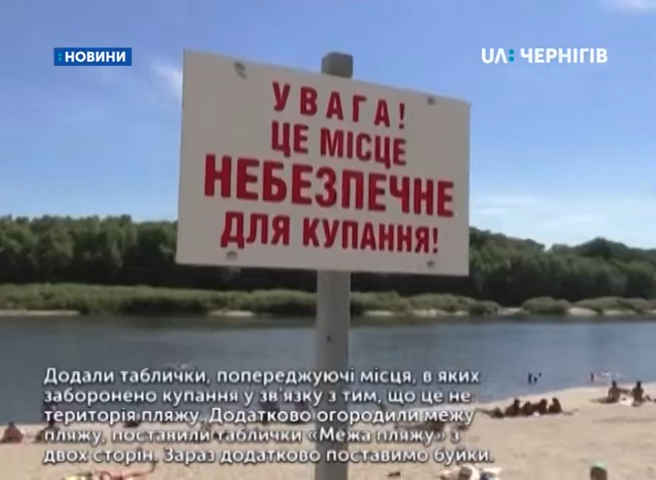 :НОВИНИ
UA: ЧЕРНІГІВ
УВАГА!
ЦЕ МІСЦЕ
НЕБЕЗПЕЧНЕ
ДЛЯ КУПАННЯ!
Додали таблички, попереджуючі місця, в яких
заборонено купання у зв'язку з тим, що це не
територія пляжу. Додатково огородили межу
пляжу, поставили таблички «Межа пляжу» з
двох сторін. Зараз додатково поставимо буйки.